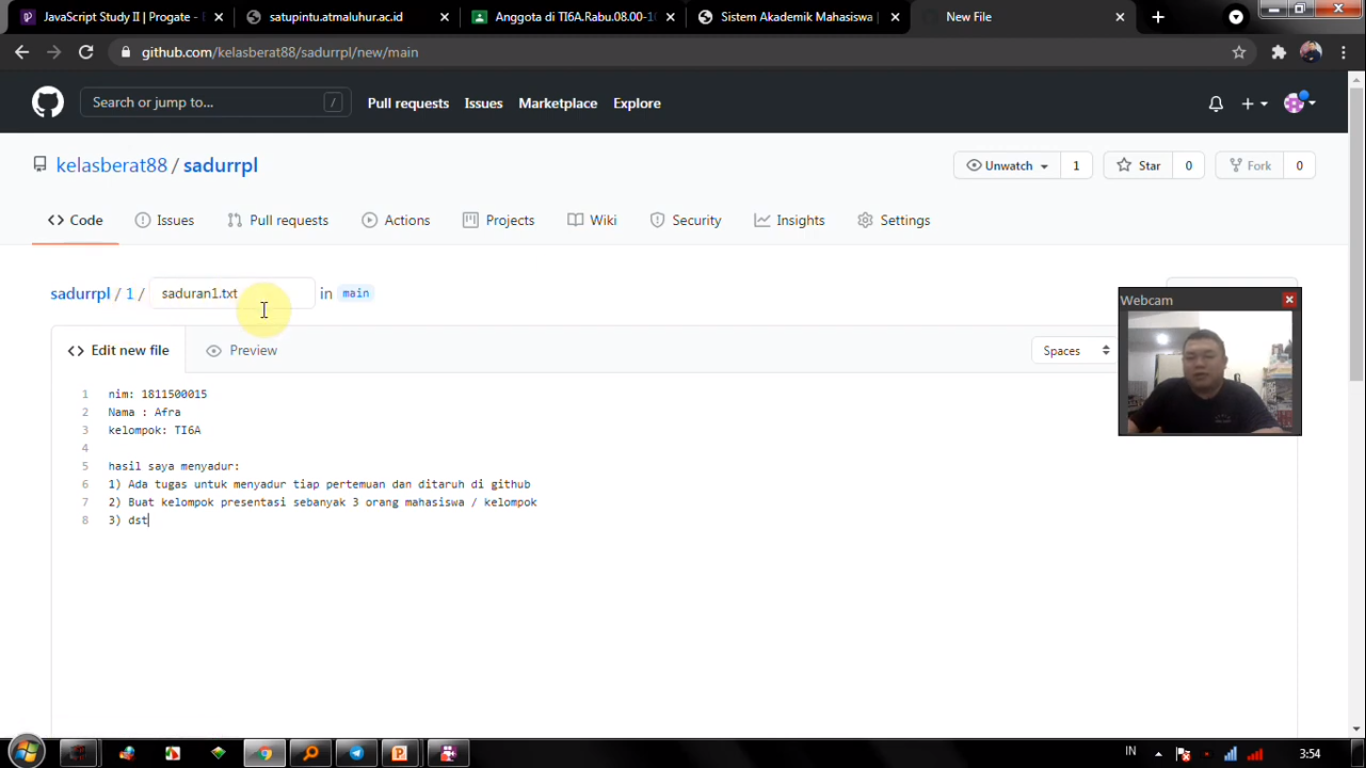 JavaScript Study II | Progate -
satupintu.atmaluhur.ac.id
Anggota di TI6A.Rabu.08.00-1
Sistem Akademik Mahasiswa |
New File
github.com/kelasberat88/sadurrpl/new/main
Search or jump to...
/
Pull requests
Issues
Marketplace
Explore
kelasberat88 / sadurrpl
Unwatch
1
Star
0
Fork
0
<> Code
Issues
Pull requests
Actions
Projects
Wiki
Security
Insights
Settings
sadurrpl / 1 / saduran1.txt in main
Webcam
<> Edit new file
Preview
Spaces
1 nim: 1811500015
2 Nama : Afra
3 kelompok: TI6A
4
5 hasil saya menyadur:
6 1) Ada tugas untuk menyadur tiap pertemuan dan ditaruh di github
7 2) Buat kelompok presentasi sebanyak 3 orang mahasiswa / kelompok
8 3) dst
IN
3:54